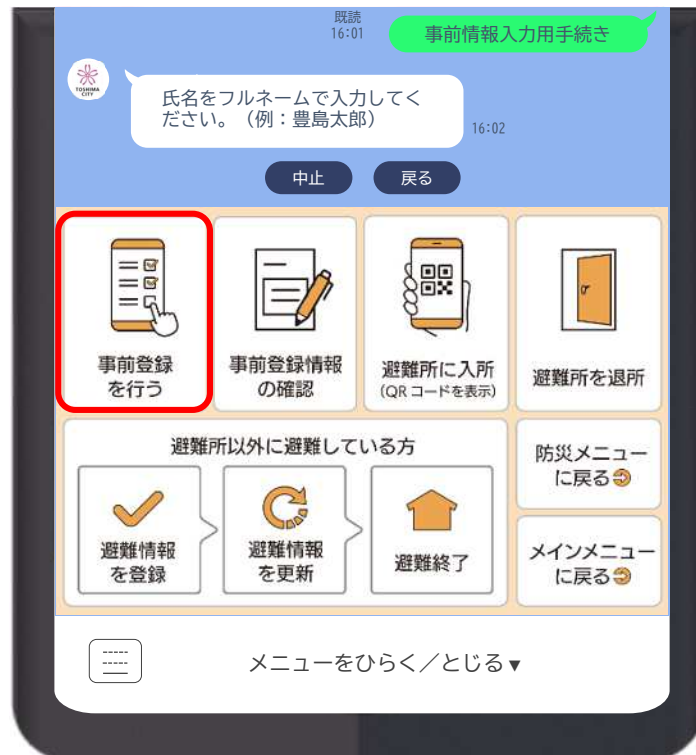 既読
16:01
事前情報入力用手続き
TOSHIMA
CITY
氏名をフルネームで入力してく
ださい。（例：豊島太郎）
16:02
中止
戻る
事前登録
を行う
事前登録情報
の確認
避難所に入所
(QRコードを表示)
避難所を退所
避難所以外に避難している方
避難情報
を登録
避難情報
を更新
避難終了
防災メニュー
に戻る
メインメニュー
に戻る
メニューをひらく／とじる▼